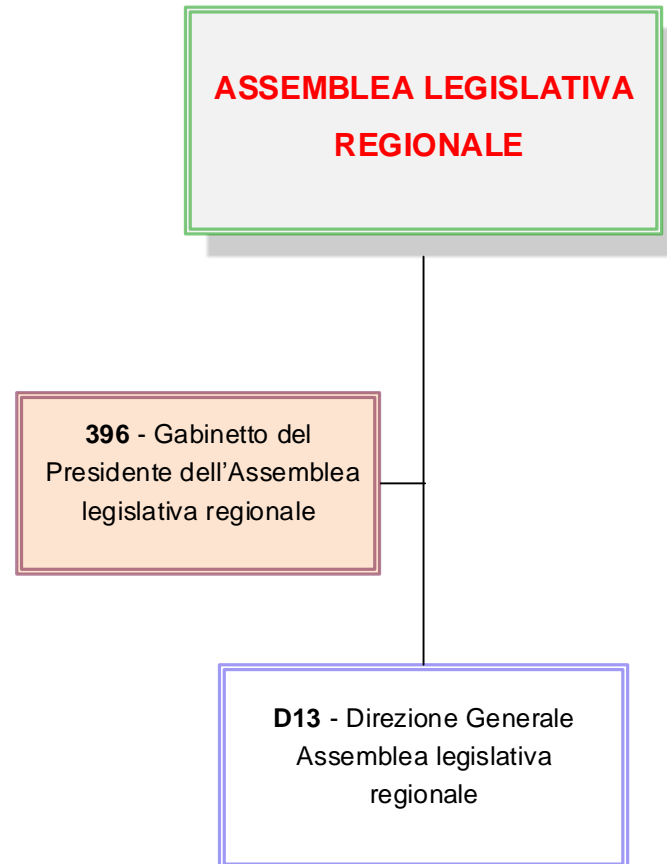 ASSEMBLEA LEGISLATIVA
REGIONALE
396 - Gabinetto del
Presidente dell’Assemblea
legislativa regionale
D13 - Direzione Generale
Assemblea legislativa
regionale